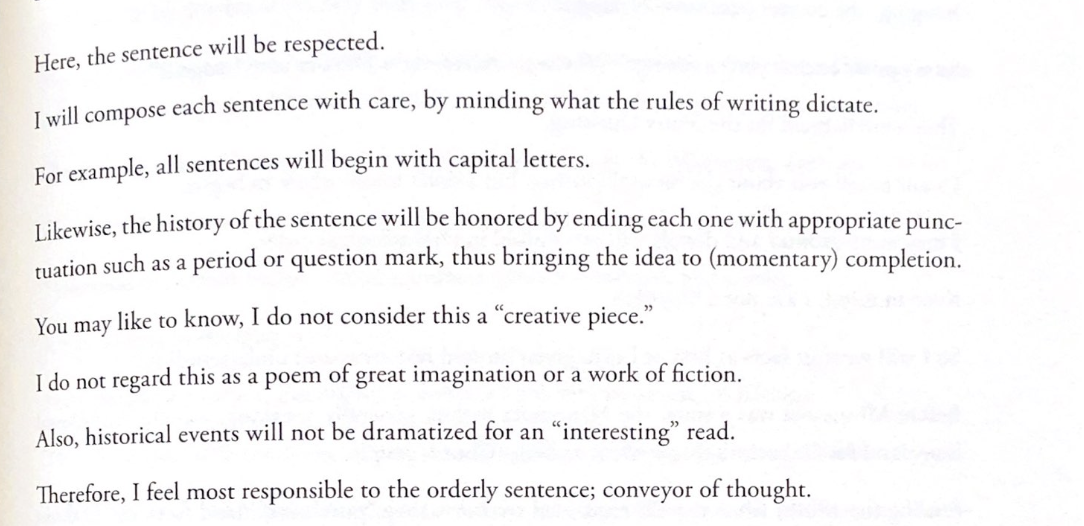 Here, the sentence will be respected.
I will compose each sentence with care, by minding what the rules of writing dictate.
For example, all sentences will begin with capital letters.
Likewise, the history of the sentence will be honored by ending each one with appropriate punc-
tuation such as a period or question mark, thus bringing the idea to (momentary) completion.
You may like to know, I do not consider this a “creative piece.”
I do not regard this as a poem of great imagination or a work of fiction.
Also, historical events will not be dramatized for an “interesting” read.
Therefore, I feel most responsible to the orderly sentence; conveyor of thought.